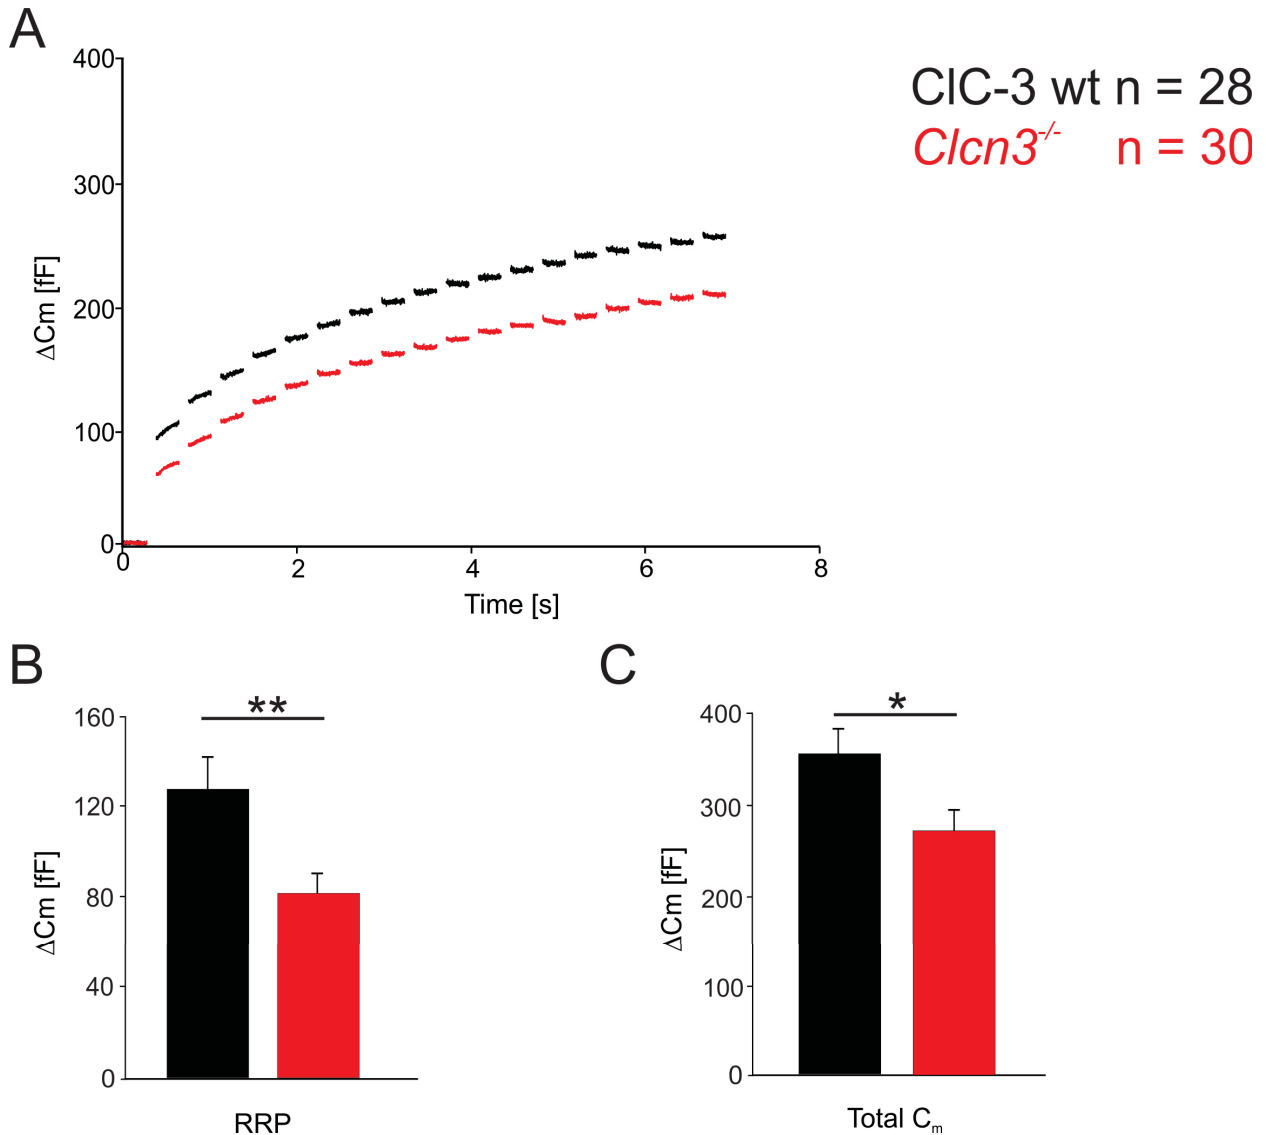 A
ClC-3 wt n = 28
Clcn3-/- n = 30
400
300
200
100
0
ΔCm [fF]
0 2 4 6 8
Time [s]
B
**
160
120
80
40
0
ΔCm [fF]
RRP
C
*
400
300
200
100
0
ΔCm [fF]
Total Cm